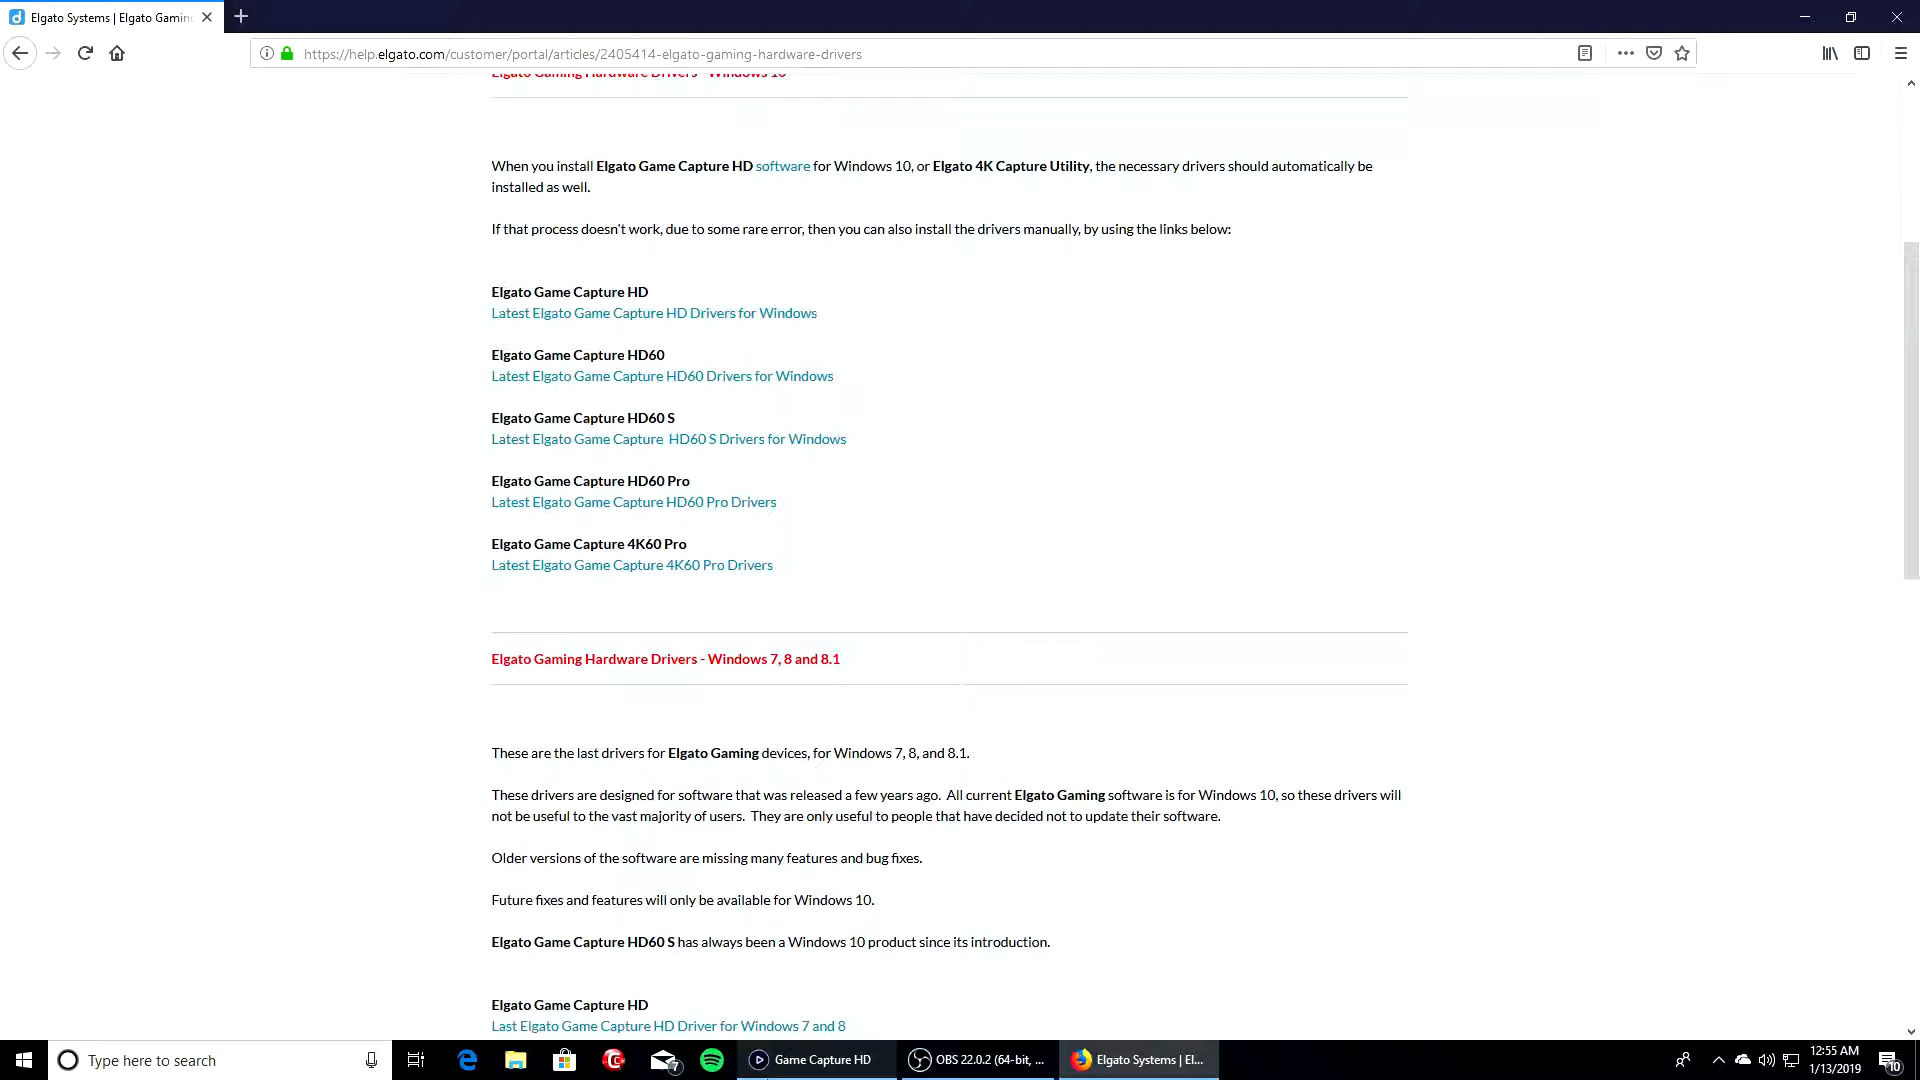 Elgato Systems | Elgato Gamin
https://help.elgato.com/customer/portal/articles/2405414-elgato-gaming-hardware-drivers
Elgato Gaming Hardware Drivers - Windows 10
When you install Elgato Game Capture HD software for Windows 10, or Elgato 4K Capture Utility, the necessary drivers should automatically be
installed as well.
If that process doesn't work, due to some rare error, then you can also install the drivers manually, by using the links below:
Elgato Game Capture HD
Latest Elgato Game Capture HD Drivers for Windows
Elgato Game Capture HD60
Latest Elgato Game Capture HD60 Drivers for Windows
Elgato Game Capture HD60 S
Latest Elgato Game Capture  HD60 S Drivers for Windows
Elgato Game Capture HD60 Pro
Latest Elgato Game Capture HD60 Pro Drivers
Elgato Game Capture 4K60 Pro
Latest Elgato Game Capture 4K60 Pro Drivers
Elgato Gaming Hardware Drivers - Windows 7, 8 and 8.1
These are the last drivers for Elgato Gaming devices, for Windows 7, 8, and 8.1.
These drivers are designed for software that was released a few years ago.  All current Elgato Gaming software is for Windows 10, so these drivers will
not be useful to the vast majority of users.  They are only useful to people that have decided not to update their software.
Older versions of the software are missing many features and bug fixes.
Future fixes and features will only be available for Windows 10.
Elgato Game Capture HD60 S has always been a Windows 10 product since its introduction.
Elgato Game Capture HD
Last Elgato Game Capture HD Driver for Windows 7 and 8
Type here to search
7
Game Capture HD
OBS 22.0.2 (64-bit, ...
Elgato Systems | El...
12:55 AM
1/13/2019
10